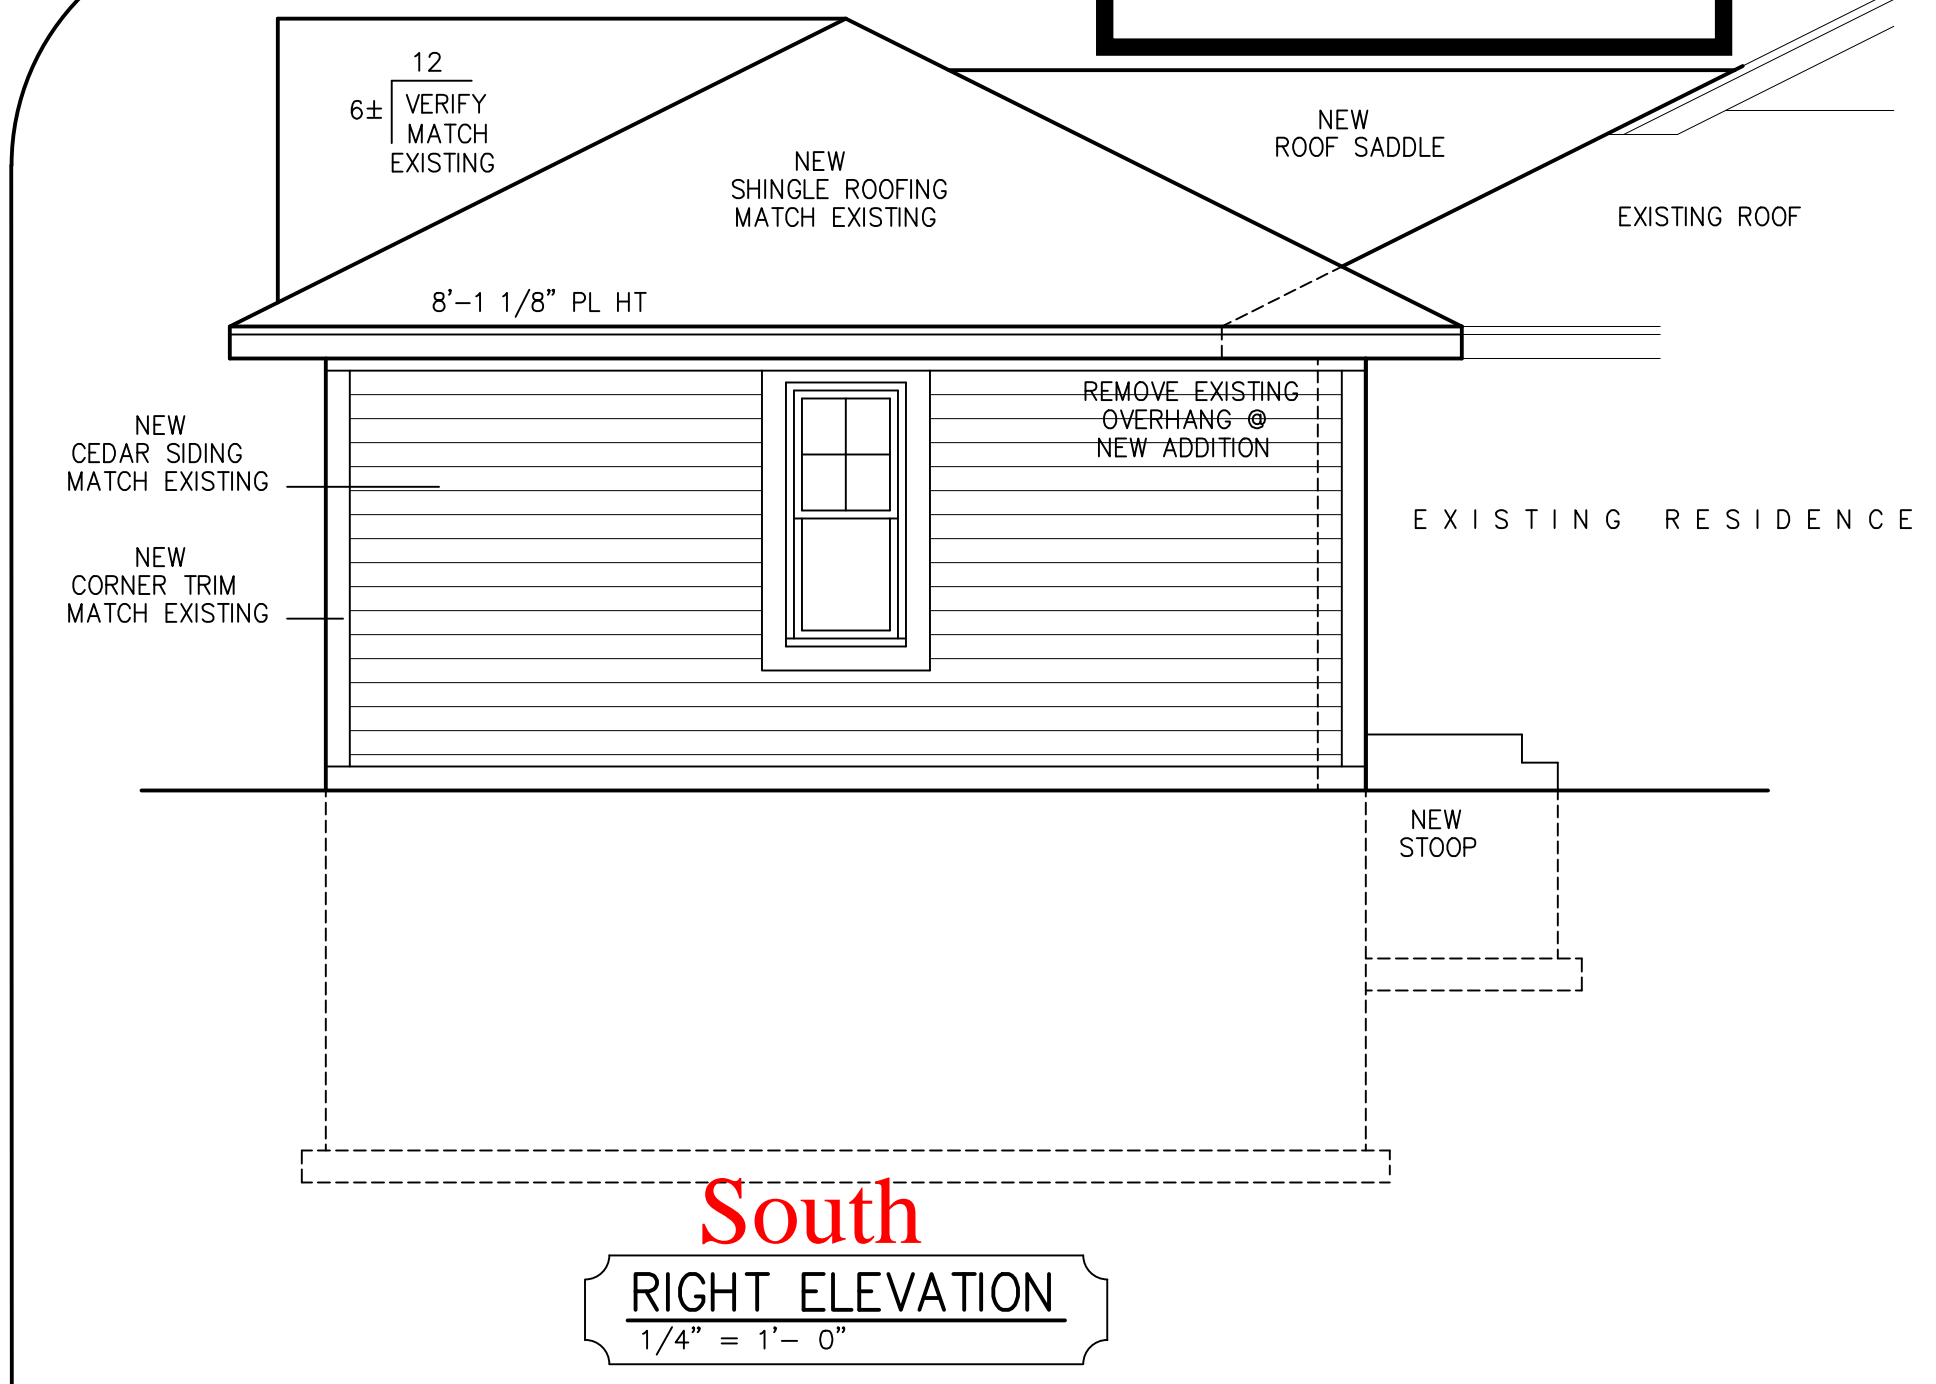 12
6±
VERIFY
MATCH
EXISTING
NEW
SHINGLE ROOFING
MATCH EXISTING
NEW
ROOF SADDLE
EXISTING ROOF
8'-1 1/8" PL HT
REMOVE EXISTING
OVERHANG @
NEW ADDITION
NEW
CEDAR SIDING
MATCH EXISTING
EXISTING RESIDENCE
NEW
CORNER TRIM
MATCH EXISTING
NEW
STOOP
South
RIGHT ELEVATION
1/4" = 1'- 0"